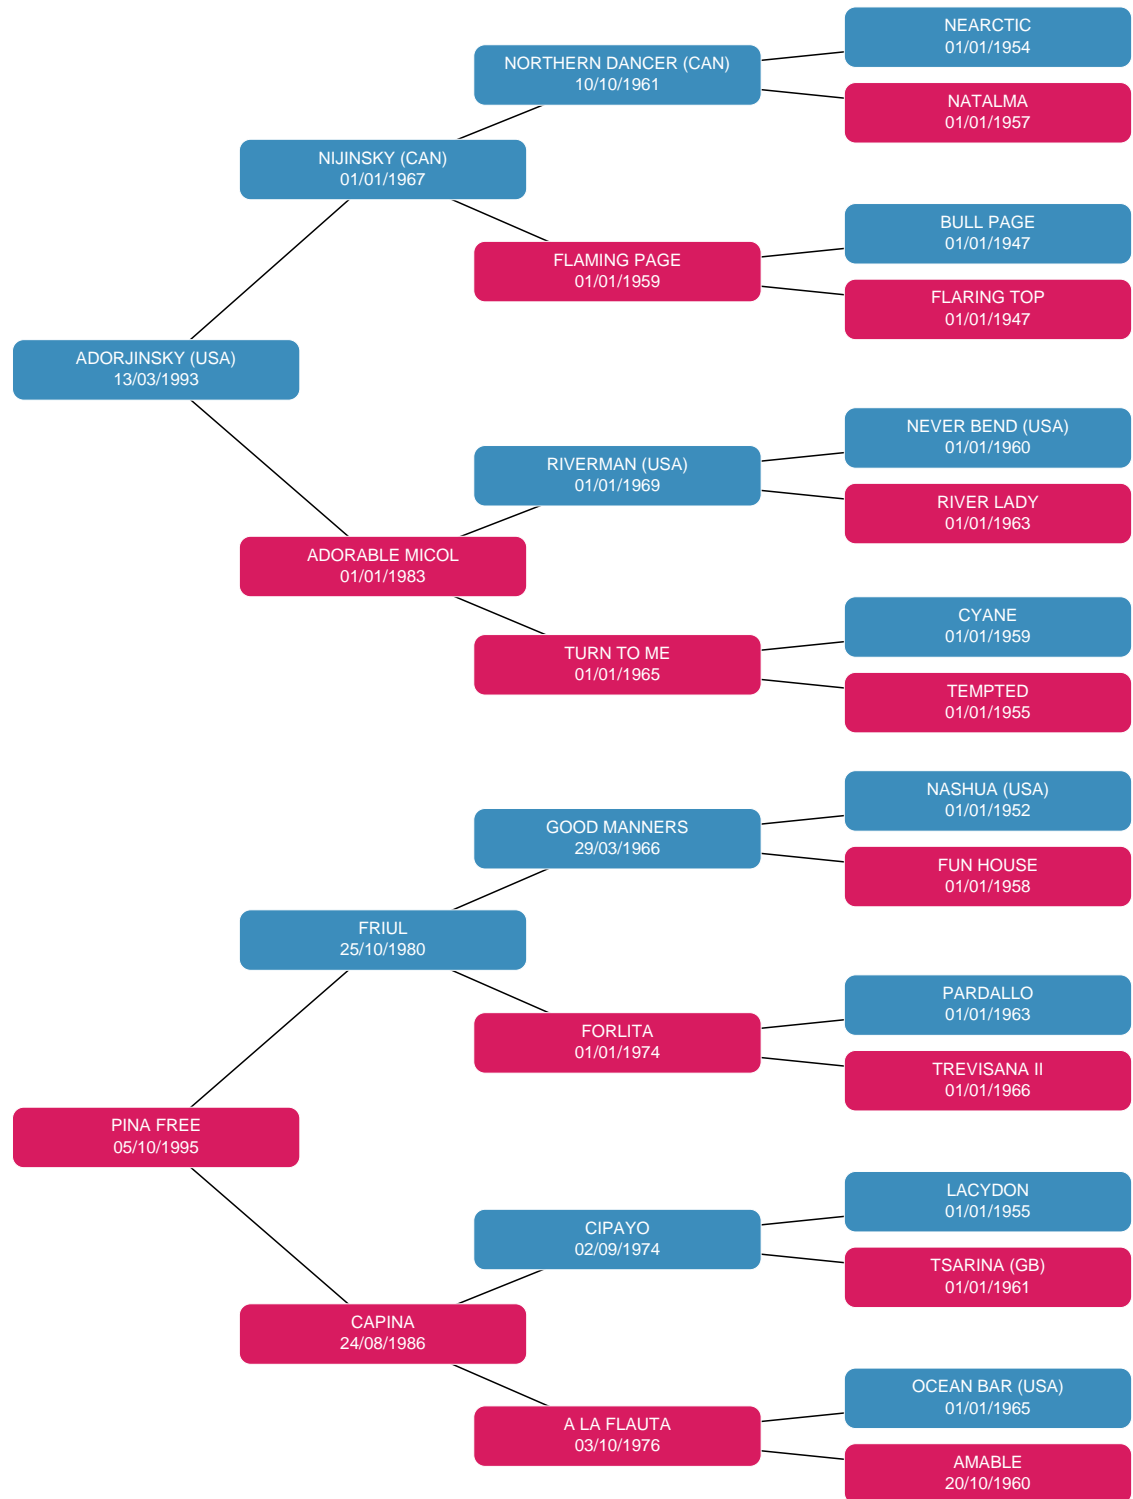 NEARCTIC
01/01/1954
NORTHERN DANCER (CAN)
10/10/1961
NATALMA
01/01/1957
NIJINSKY (CAN)
01/01/1967
BULL PAGE
01/01/1947
FLAMING PAGE
01/01/1959
FLARING TOP
01/01/1947
ADORJINSKY (USA)
13/03/1993
NEVER BEND (USA)
01/01/1960
RIVERMAN (USA)
01/01/1969
RIVER LADY
01/01/1963
ADORABLE MICOL
01/01/1983
CYANE
01/01/1959
TURN TO ME
01/01/1965
TEMPTED
01/01/1955
NASHUA (USA)
01/01/1952
GOOD MANNERS
29/03/1966
FUN HOUSE
01/01/1958
FRIUL
25/10/1980
PARDALLO
01/01/1963
FORLITA
01/01/1974
TREVISANA II
01/01/1966
PINA FREE
05/10/1995
LACYDON
01/01/1955
CIPAYO
02/09/1974
TSARINA (GB)
01/01/1961
CAPINA
24/08/1986
OCEAN BAR (USA)
01/01/1965
A LA FLAUTA
03/10/1976
AMABLE
20/10/1960